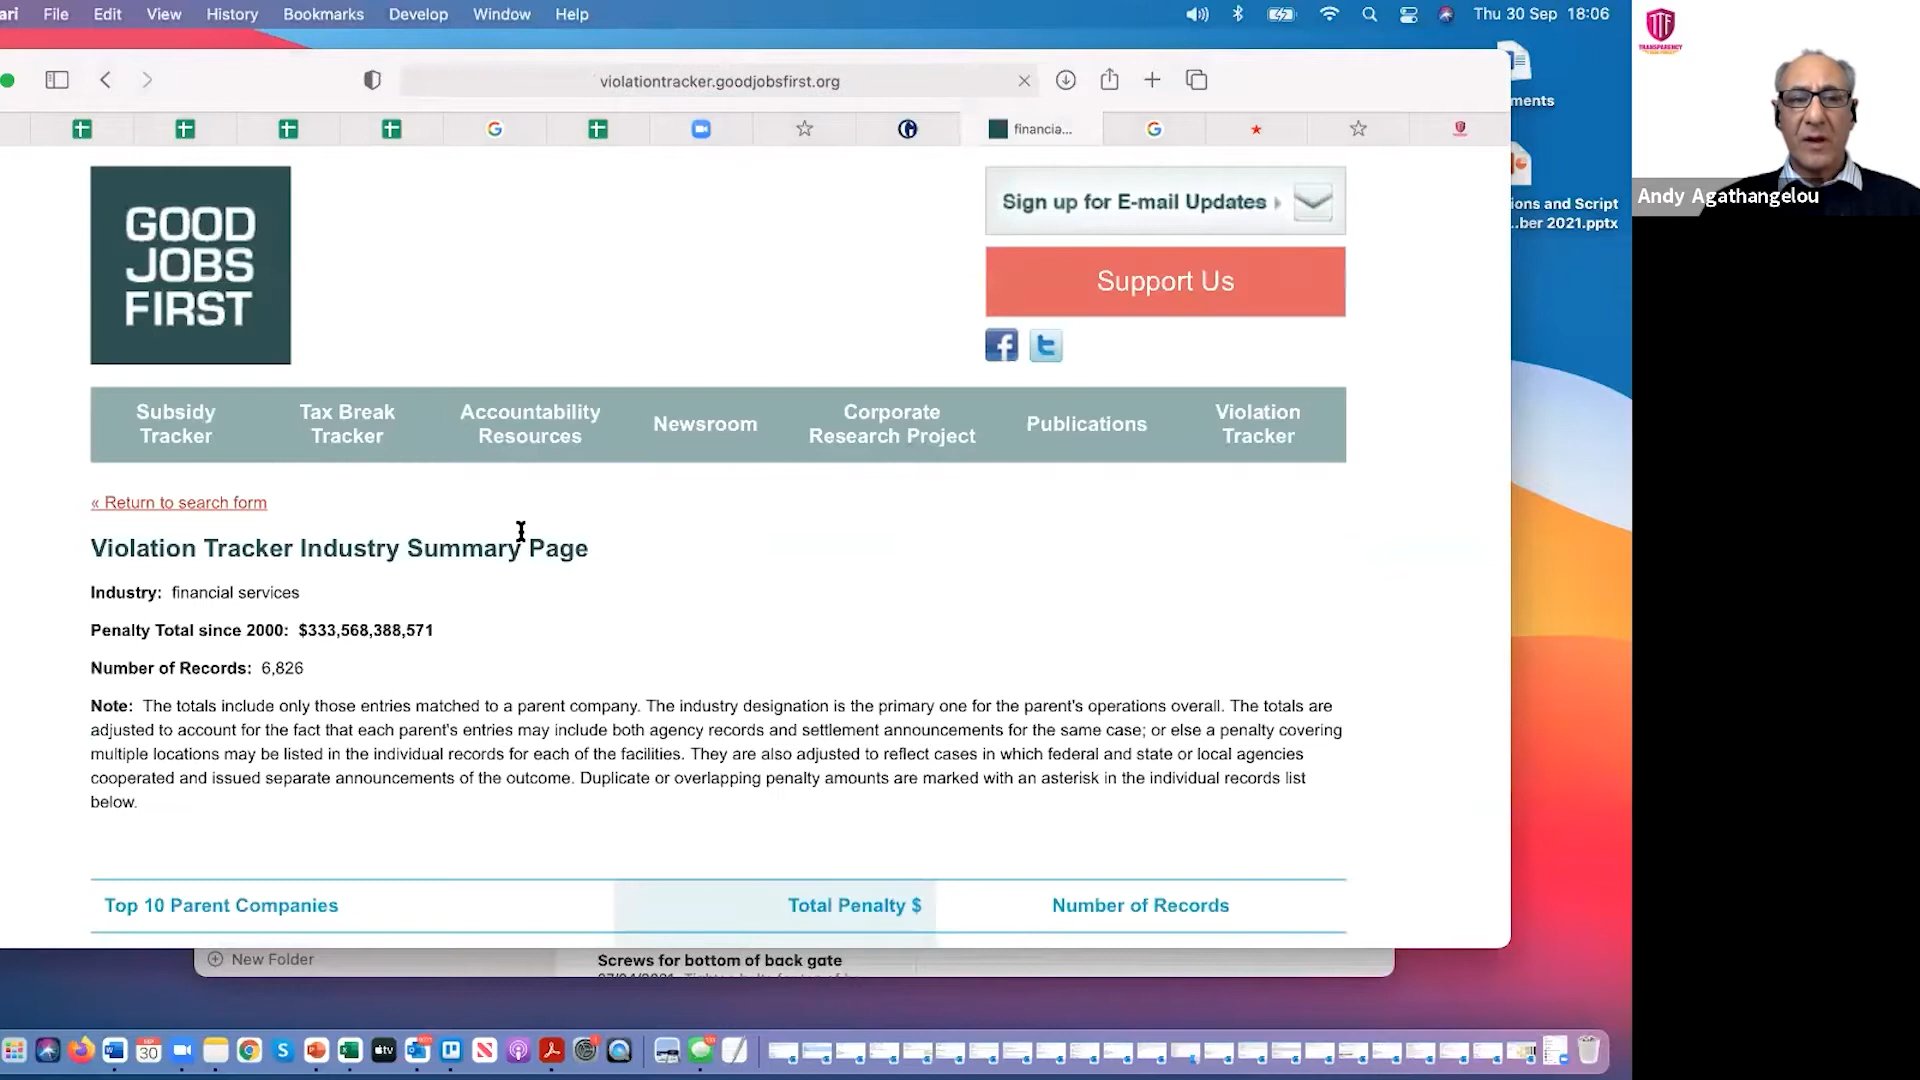 ari File Edit View History Bookmarks Develop Window Help Thu 30 Sep 18:06
violationtracker.goodjobsfirst.org
financia...
GOOD
JOBS
FIRST
Sign up for E-mail Updates
Support Us
Subsidy Tracker
Tax Break Tracker
Accountability Resources
Newsroom
Corporate Research Project
Publications
Violation Tracker
« Return to search form
Violation Tracker Industry Summary Page
Industry: financial services
Penalty Total since 2000: $333,568,388,571
Number of Records: 6,826
Note: The totals include only those entries matched to a parent company. The industry designation is the primary one for the parent's operations overall. The totals are
adjusted to account for the fact that each parent's entries may include both agency records and settlement announcements for the same case; or else a penalty covering
multiple locations may be listed in the individual records for each of the facilities. They are also adjusted to reflect cases in which federal and state or local agencies
cooperated and issued separate announcements of the outcome. Duplicate or overlapping penalty amounts are marked with an asterisk in the individual records list
below.
Top 10 Parent Companies Total Penalty $ Number of Records
New Folder
Screws for bottom of back gate
ments
ions and Script
...ber 2021.pptx
TTF
TRANSPARENCY
Andy Agathangelou
SEP
30
tv